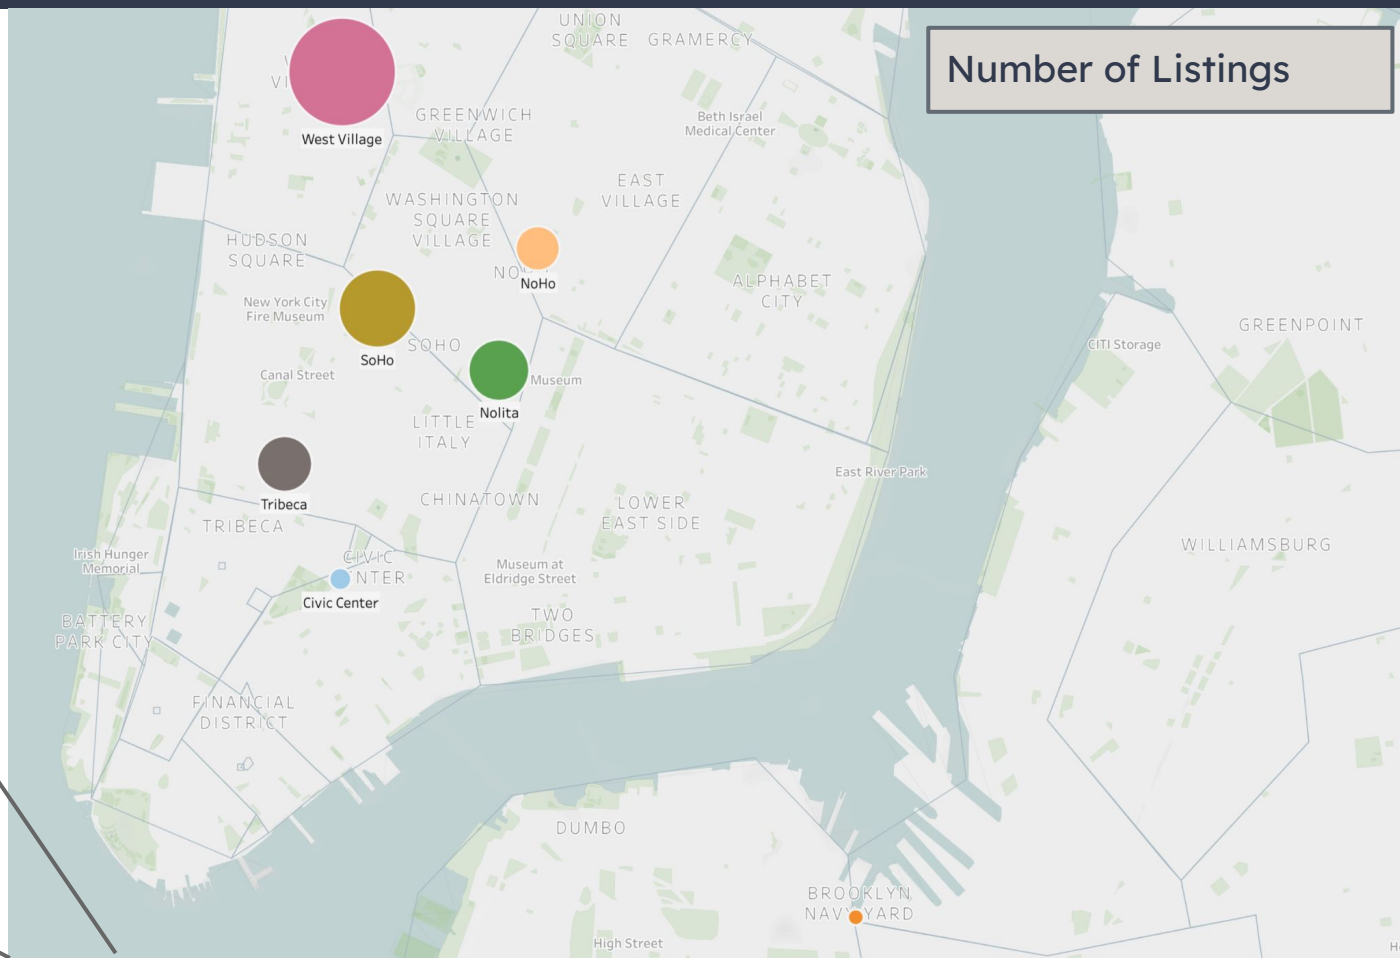 Number of Listings
UNION
SQUARE
GRAMERCY
VI
West Village
GREENWICH
VILLAGE
Beth Israel
Medical Center
EAST
VILLAGE
WASHINGTON
SQUARE
VILLAGE
HUDSON
SQUARE
NO
NoHo
ALPHABET
CITY
New York City
Fire Museum
SOHO
SoHo
GREENPOINT
CITI Storage
Canal Street
Museum
Nolita
LITTLE
ITALY
East River Park
CHINATOWN
Tribeca
TRIBECA
LOWER
EAST SIDE
WILLIAMSBURG
Irish Hunger
Memorial
CIVIC
NTER
Museum at
Eldridge Street
Civic Center
BATTERY
PARK CITY
TWO
BRIDGES
FINANCIAL
DISTRICT
DUMBO
BROOKLYN
NAVY YARD
High Street